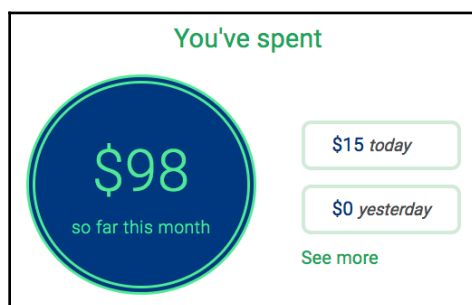 You've spent
$98
so far this month
$15 today
$0 yesterday
See more